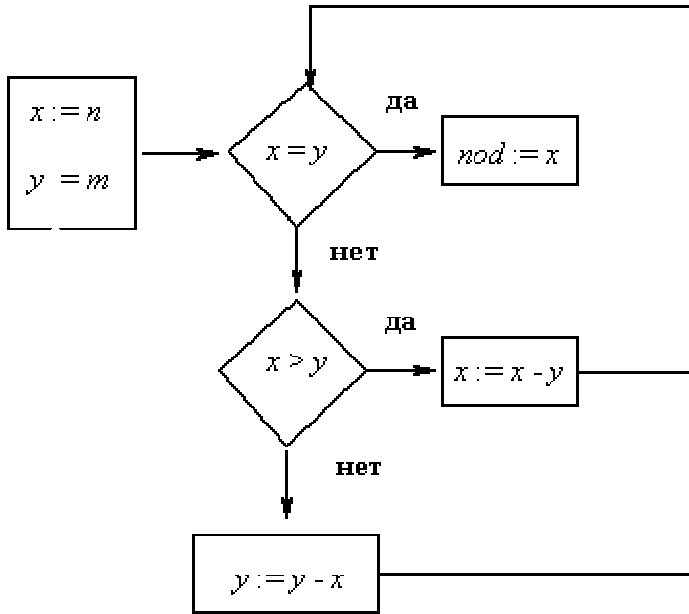 x := n
y = m
x = y
да
nod := x
нет
x > y
да
x := x - y
нет
y := y - x